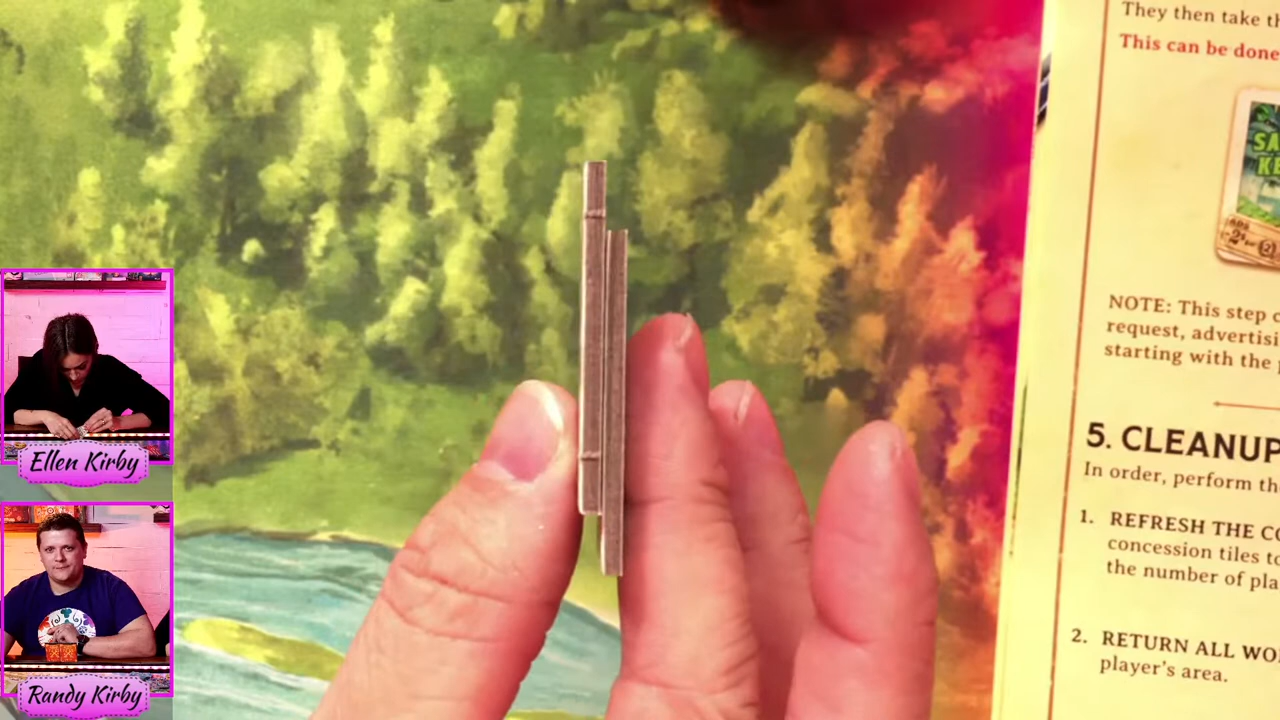 They then take th
This can be done
NOTE: This step c
request, advertisi
starting with the p
5. CLEANUP
In order, perform the
1. REFRESH THE CO
concession tiles to
the number of pla
2. RETURN ALL WO
player's area.
Ellen Kirby
Randy Kirby